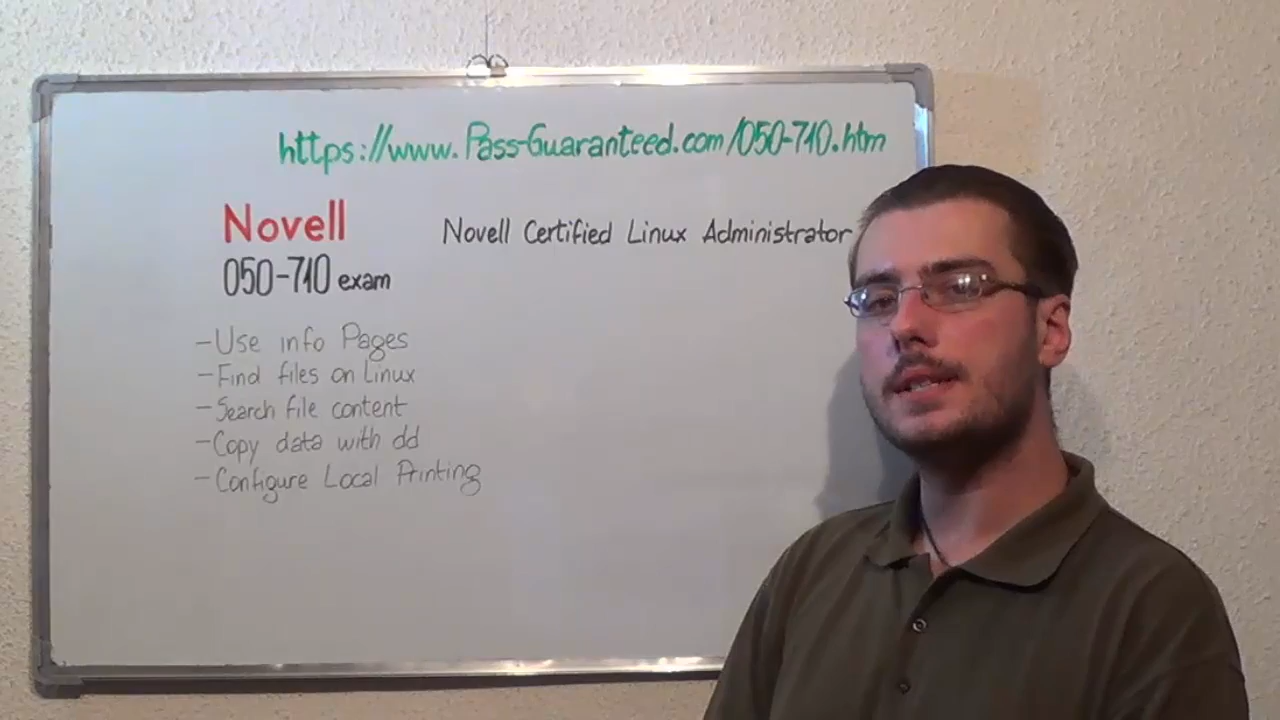 https://www.Pass-Guaranteed.com/050-710.htm
Novell
Novell Certified Linux Administrator
050-710 exam
-Use info Pages
-Find files on Linux
-Search file content
-Copy data with dd
-Configure Local Printing